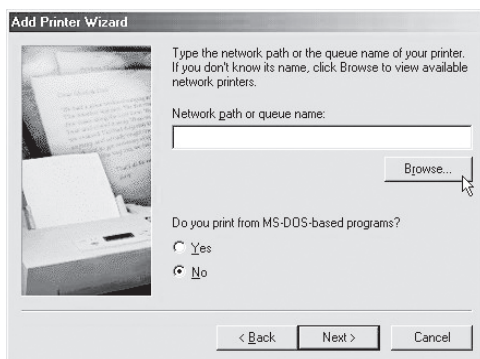 Add Printer Wizard
Type the network path or the queue name of your printer.
If you don't know its name, click Browse to view available
network printers.
Network path or queue name:
Browse...
Do you print from MS-DOS-based programs?
Yes
No
< Back
Next >
Cancel